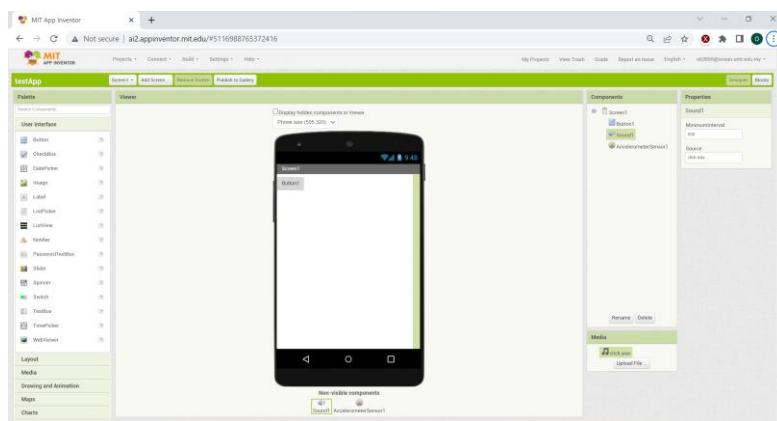 MIT App Inventor
Not secure | ai2.appinventor.mit.edu/#5116988765372416
MIT
APP INVENTOR
Projects Connect Build Settings Help
My Projects View Trash Guide Report an Issue English
testApp
Screen1 Add Screen ... Remove Screen Publish to Gallery
Designer Blocks
Palette
Search Components...
User Interface
Button
CheckBox
DatePicker
Image
Label
ListPicker
ListView
Notifier
PasswordTextBox
Slider
Spinner
Switch
TextBox
TimePicker
WebViewer
Layout
Media
Drawing and Animation
Maps
Charts
Viewer
Display hidden components in Viewer
Phone size (505,320)
9:48
Screen1
Button1
Non-visible components
Sound1 AccelerometerSensor1
Components
Screen1
Button1
Sound1
AccelerometerSensor1
Rename Delete
Media
click.wav
Upload File ...
Properties
Sound1
MinimumInterval
500
Source
click.wav